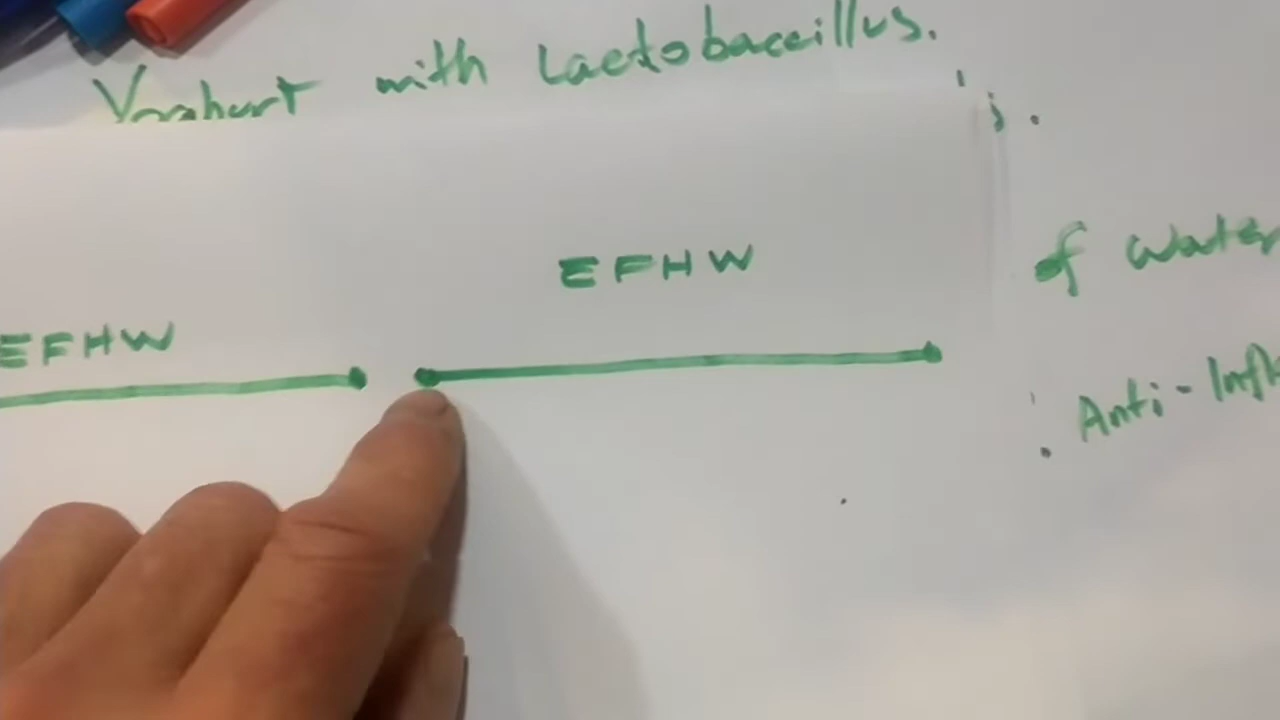 Yoghurt with Lactobaccillus.
of water
EFHW
EFHW
Anti-Infl